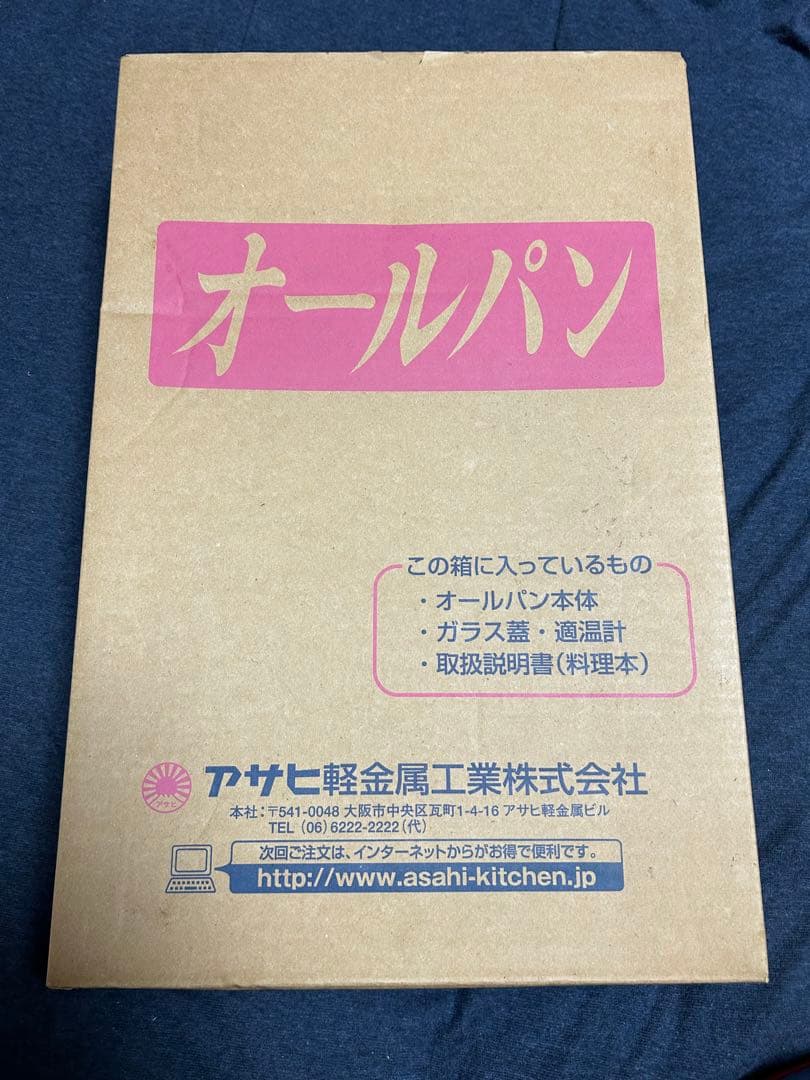 オールパン
この箱に入っているもの
・オールパン本体
・ガラス蓋・適温計
・取扱説明書(料理本)
アサヒ
アサヒ軽金属工業株式会社
本社:〒541-0048 大阪市中央区瓦町1-4-16 アサヒ軽金属ビル
TEL (06)6222-2222(代)
次回ご注文は、インターネットからがお得で便利です。
http://www.asahi-kitchen.jp